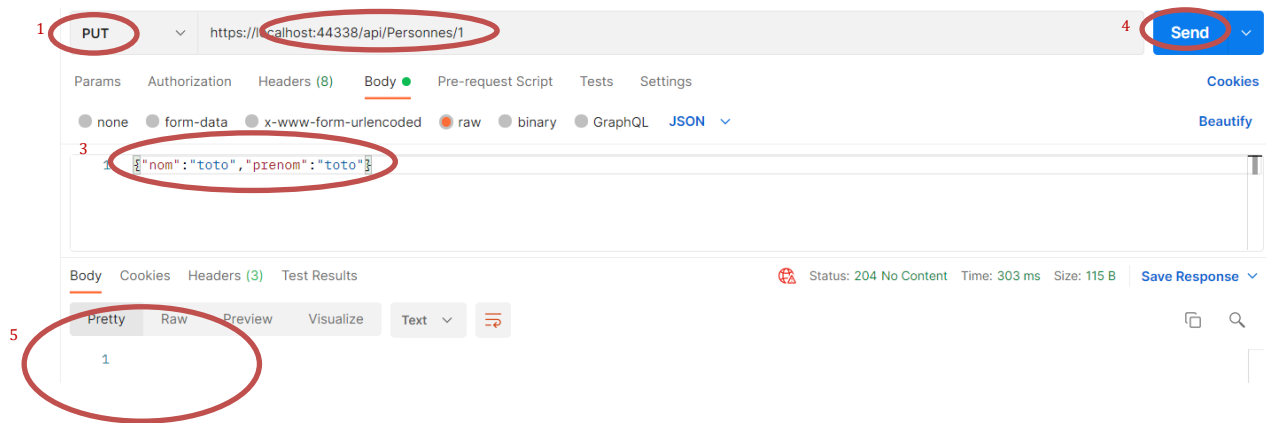 1 PUT https://localhost:44338/api/Personnes/1 4 Send
Params Authorization Headers (8) Body Pre-request Script Tests Settings Cookies
none form-data x-www-form-urlencoded raw binary GraphQL JSON Beautify
3
1 {"nom":"toto","prenom":"toto"}
Body Cookies Headers (3) Test Results Status: 204 No Content Time: 303 ms Size: 115 B Save Response
5 Pretty Raw Preview Visualize Text
1